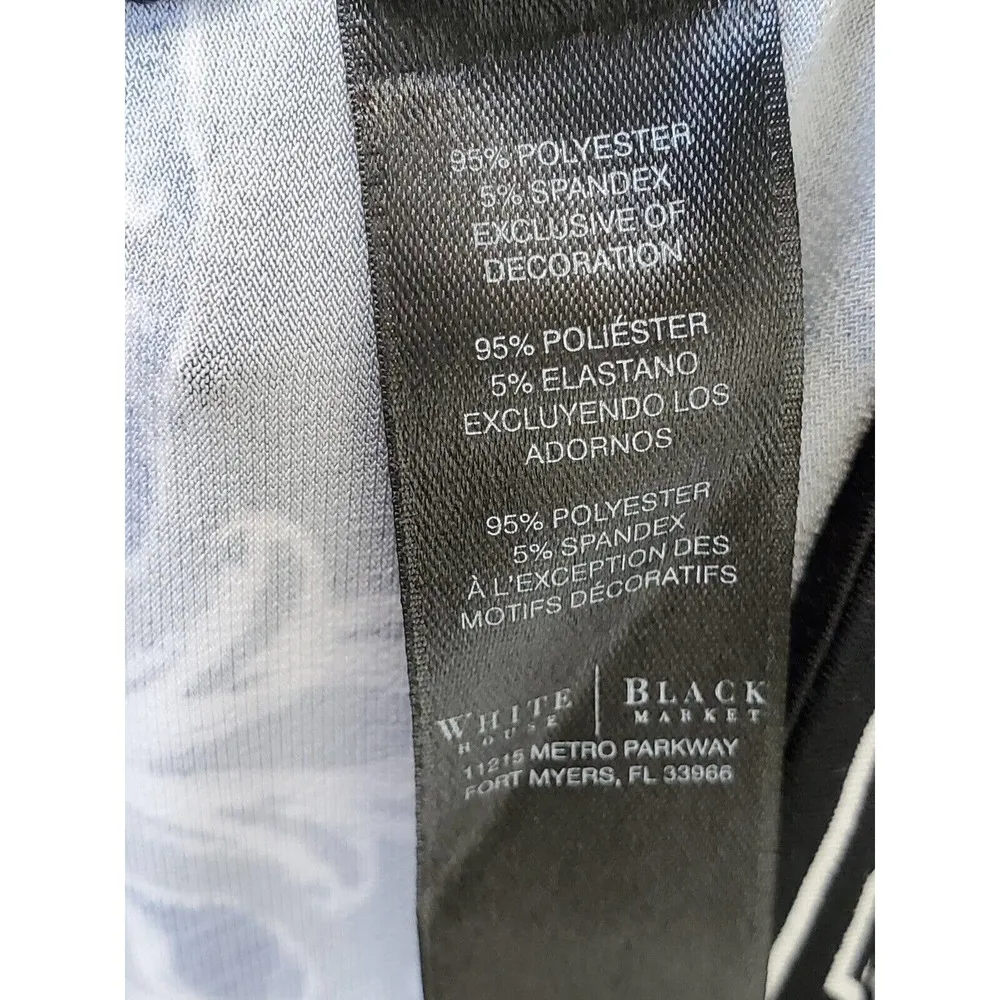 95% POLYESTER
5% SPANDEX
EXCLUSIVE OF
DECORATION
95% POLIÉSTER
5% ELASTANO
EXCLUYENDO LOS
ADORNOS
95% POLYESTER
5% SPANDEX
À L'EXCEPTION DES
MOTIFS DÉCORATIFS
WHITE HOUSE | BLACK MARKET
11215 METRO PARKWAY
FORT MYERS, FL 33966